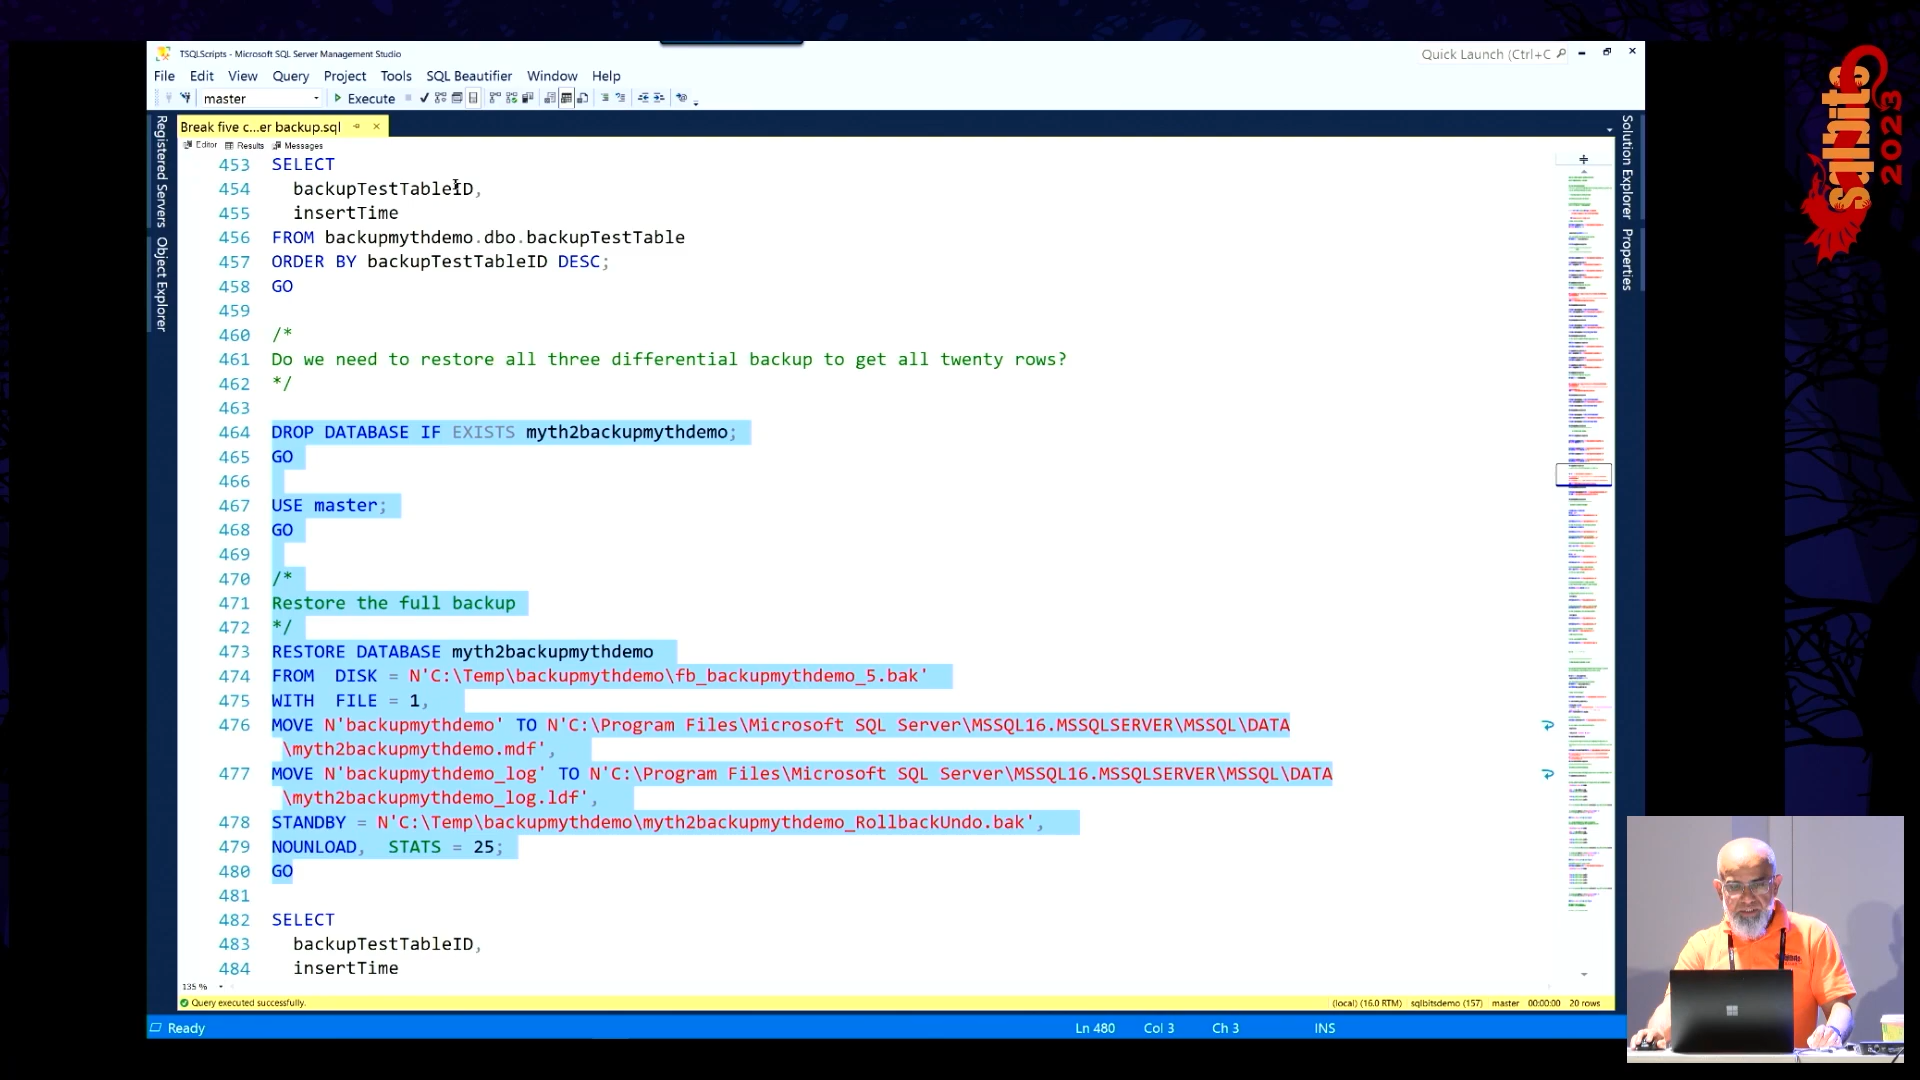 TSQLScripts - Microsoft SQL Server Management Studio
Quick Launch (Ctrl+C
File Edit View Query Project Tools SQL Beautifier Window Help
master Execute
Break five c...er backup.sql
Editor Results Messages
Registered Servers
Object Explorer
Solution Explorer
Properties
453 SELECT
454 backupTestTableID,
455 insertTime
456 FROM backupmythdemo.dbo.backupTestTable
457 ORDER BY backupTestTableID DESC;
458 GO
459
460 /*
461 Do we need to restore all three differential backup to get all twenty rows?
462 */
463
464 DROP DATABASE IF EXISTS myth2backupmythdemo;
465 GO
466
467 USE master;
468 GO
469
470 /*
471 Restore the full backup
472 */
473 RESTORE DATABASE myth2backupmythdemo
474 FROM DISK = N'C:\Temp\backupmythdemo\fb_backupmythdemo_5.bak'
475 WITH FILE = 1,
476 MOVE N'backupmythdemo' TO N'C:\Program Files\Microsoft SQL Server\MSSQL16.MSSQLSERVER\MSSQL\DATA
\myth2backupmythdemo.mdf',
477 MOVE N'backupmythdemo_log' TO N'C:\Program Files\Microsoft SQL Server\MSSQL16.MSSQLSERVER\MSSQL\DATA
\myth2backupmythdemo_log.ldf',
478 STANDBY = N'C:\Temp\backupmythdemo\myth2backupmythdemo_RollbackUndo.bak',
479 NOUNLOAD, STATS = 25;
480 GO
481
482 SELECT
483 backupTestTableID,
484 insertTime
135 %
Query executed successfully.
(local) (16.0 RTM) sqlbitsdemo (157) master 00:00:00 20 rows
Ready Ln 480 Col 3 Ch 3 INS
sqlbits
2023